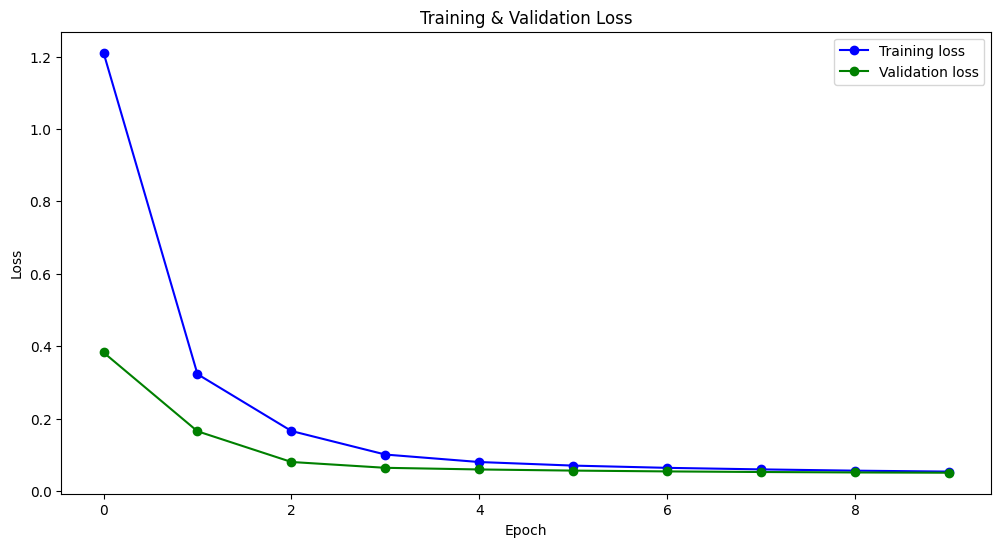 Training & Validation Loss
Training loss
Validation loss
1.2
1.0
0.8
0.6
0.4
0.2
0.0
Loss
0 2 4 6 8
Epoch